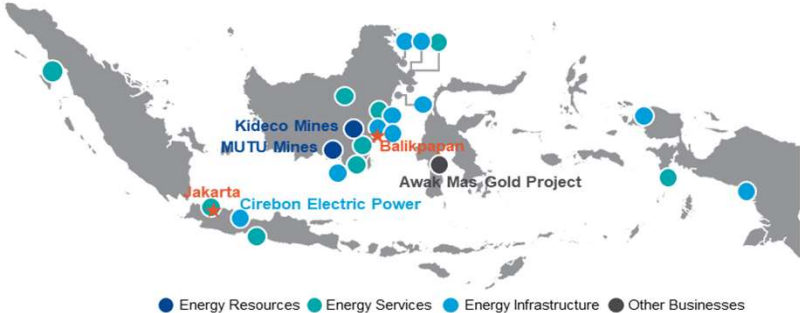 Kideco Mines
MUTU Mines
Balikpapan
Awak Mas Gold Project
Jakarta
Cirebon Electric Power
Energy Resources
Energy Services
Energy Infrastructure
Other Businesses